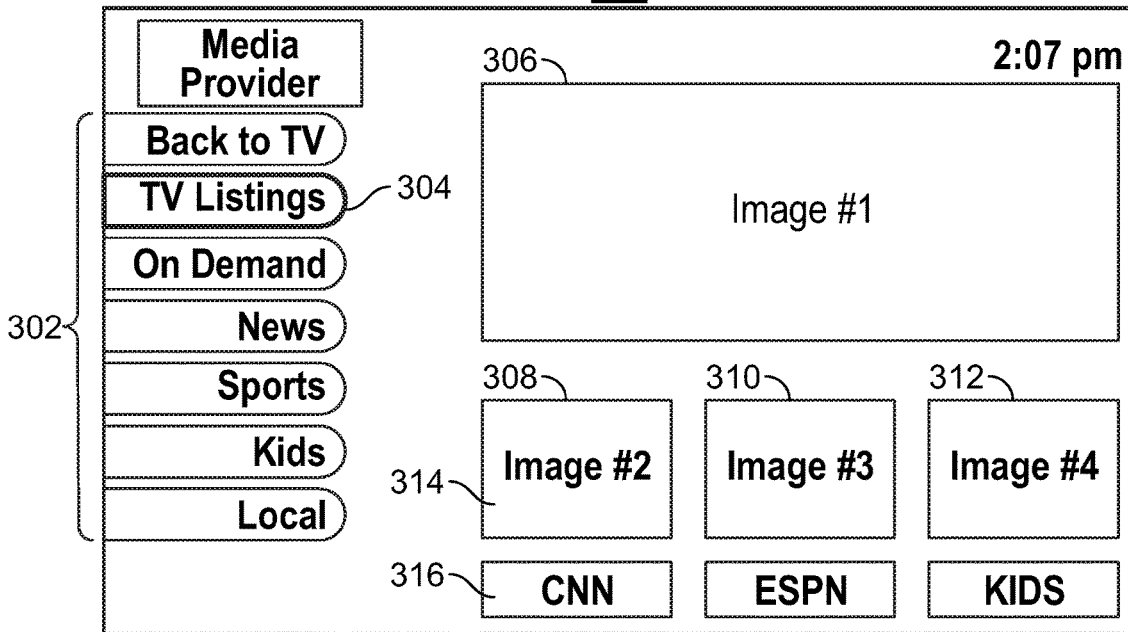 Media
Provider
2:07 pm
306
Back to TV
TV Listings
304
Image #1
On Demand
302
News
Sports
308
310
312
Kids
Image #2
Image #3
Image #4
314
Local
316
CNN
ESPN
KIDS